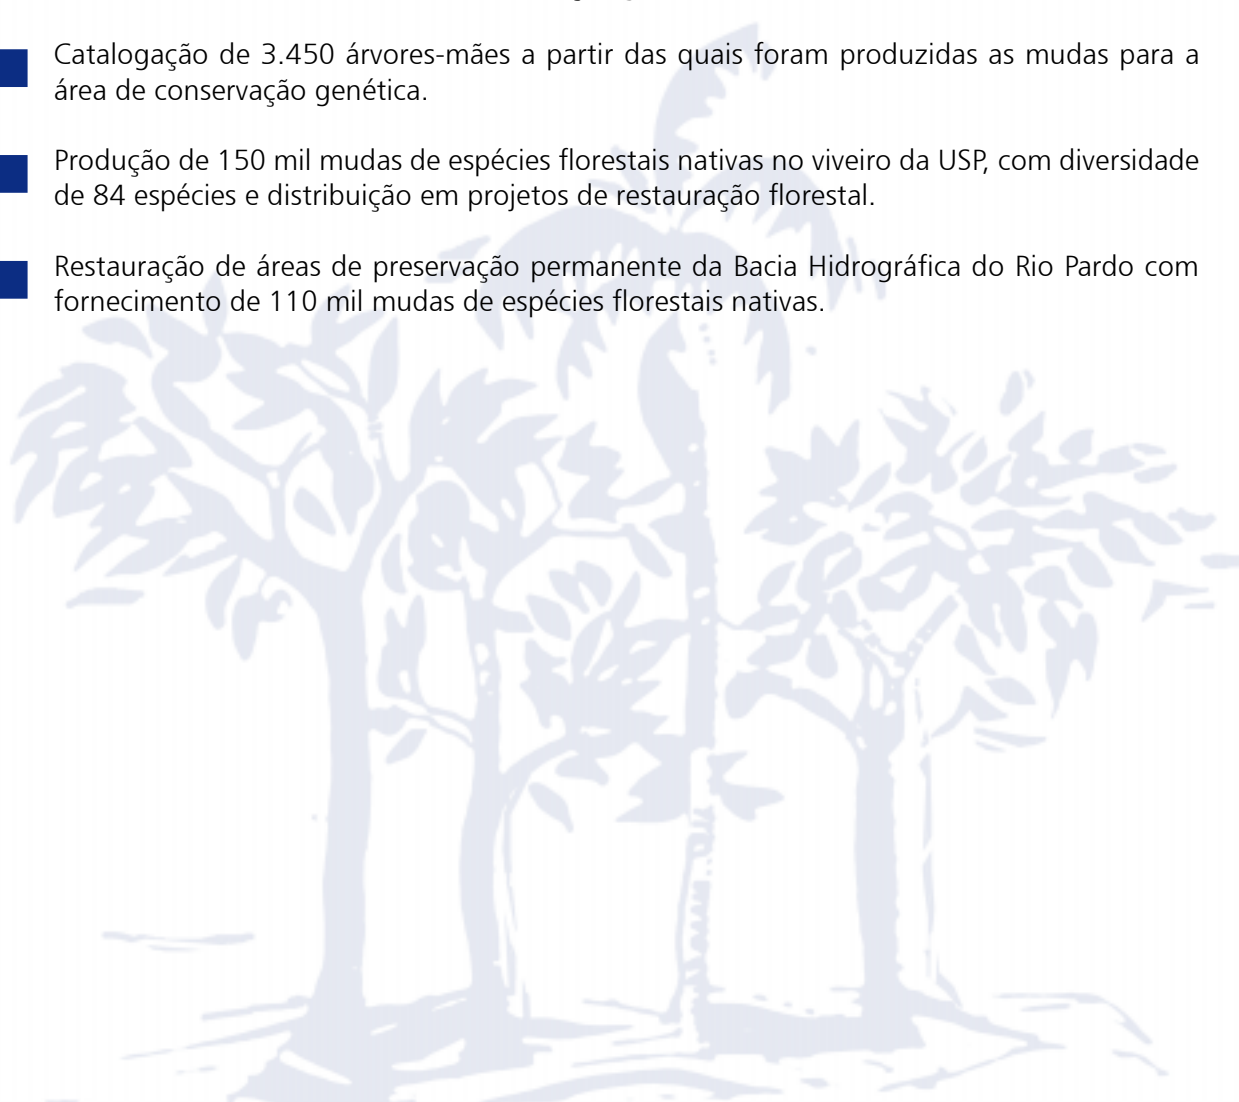 Catalogação de 3.450 árvores-mães a partir das quais foram produzidas as mudas para a
área de conservação genética.
Produção de 150 mil mudas de espécies florestais nativas no viveiro da USP, com diversidade
de 84 espécies e distribuição em projetos de restauração florestal.
Restauração de áreas de preservação permanente da Bacia Hidrográfica do Rio Pardo com
fornecimento de 110 mil mudas de espécies florestais nativas.